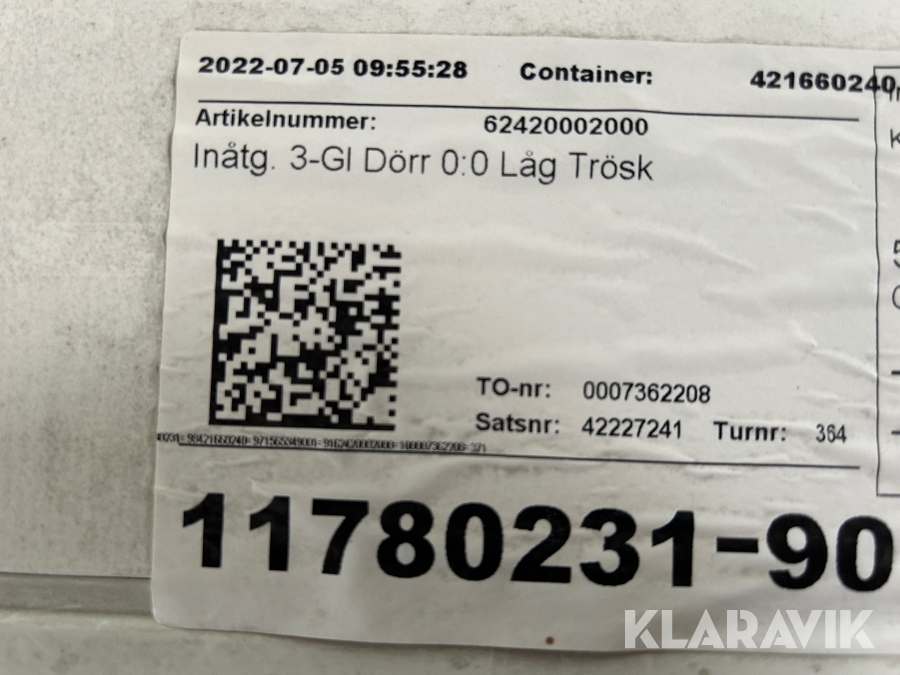 2022-07-05 09:55:28 Container: 421660240
Artikelnummer: 62420002000
Inåtg. 3-Gl Dörr 0:0 Låg Trösk
TO-nr: 0007362208
Satsnr: 42227241 Turnr: 364
11780231-90
KLARAVIK